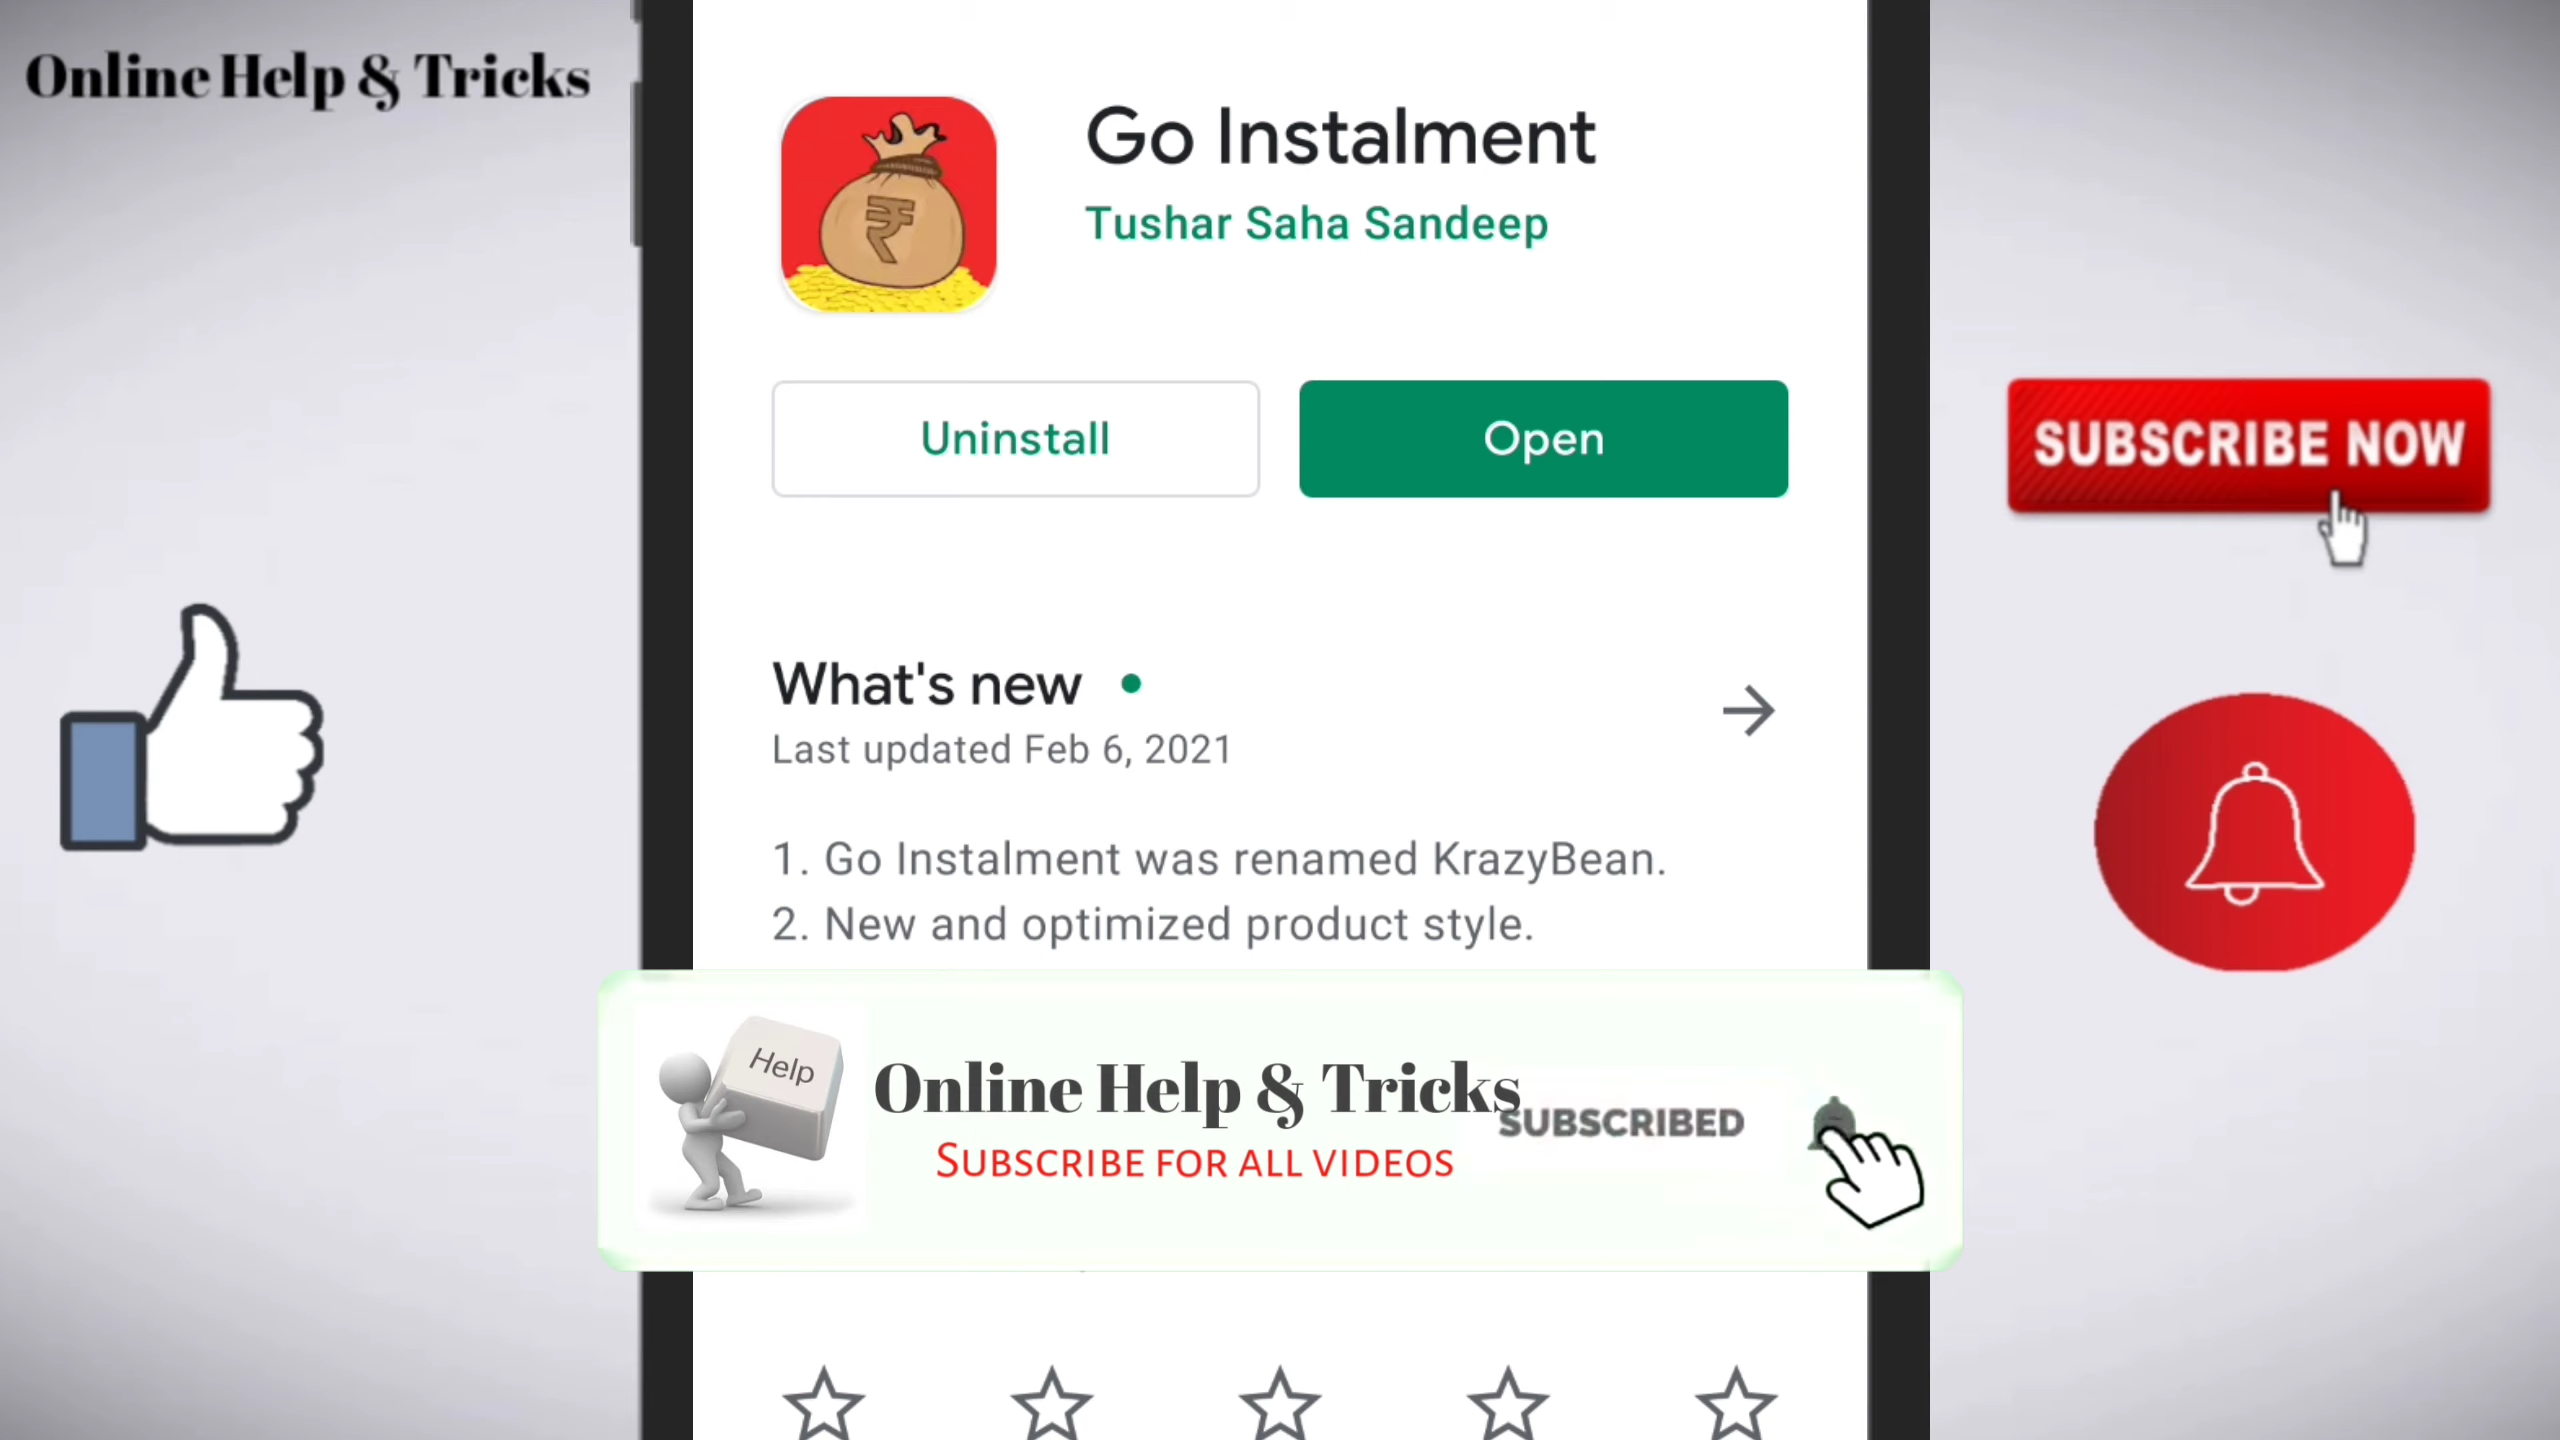 Online Help & Tricks
Go Instalment
Tushar Saha Sandeep
₹
Uninstall
Open
SUBSCRIBE NOW
What's new
Last updated Feb 6, 2021
1. Go Instalment was renamed KrazyBean.
2. New and optimized product style.
Help
Online Help & Tricks
SUBSCRIBED
SUBSCRIBE FOR ALL VIDEOS